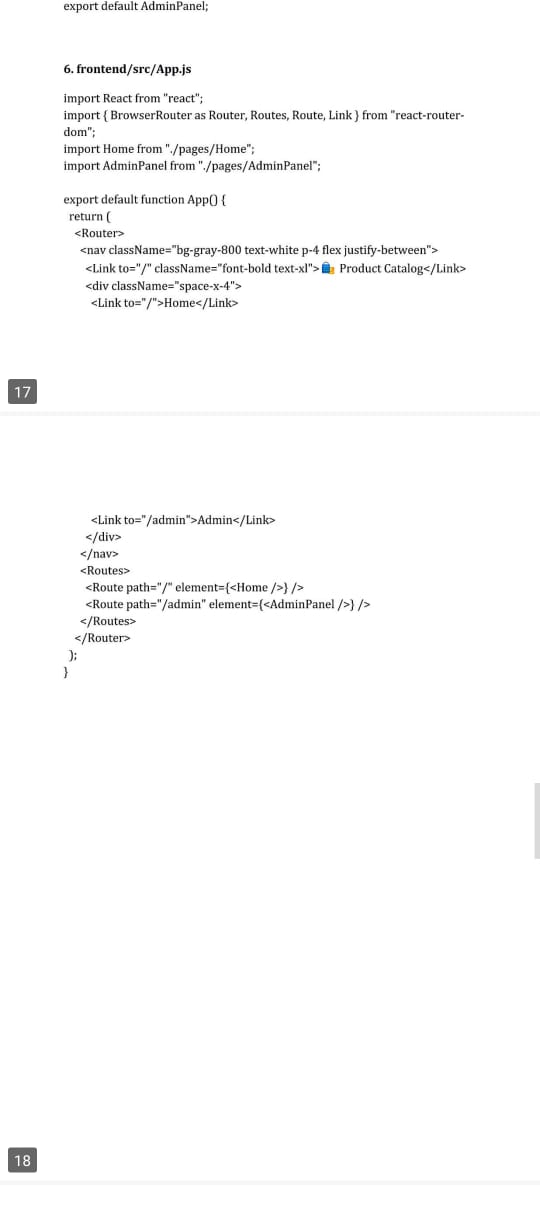 export default AdminPanel;
6. frontend/src/App.js
import React from "react";
import { BrowserRouter as Router, Routes, Route, Link } from "react-router-
dom";
import Home from "./pages/Home";
import AdminPanel from "./pages/AdminPanel";
export default function App() {
return (
<Router>
<nav className="bg-gray-800 text-white p-4 flex justify-between">
<Link to="/" className="font-bold text-xl">🛍️ Product Catalog</Link>
<div className="space-x-4">
<Link to="/">Home</Link>
17
<Link to="/admin">Admin</Link>
</div>
</nav>
<Routes>
<Route path="/" element={<Home />} />
<Route path="/admin" element={<AdminPanel />} />
</Routes>
</Router>
);
}
18